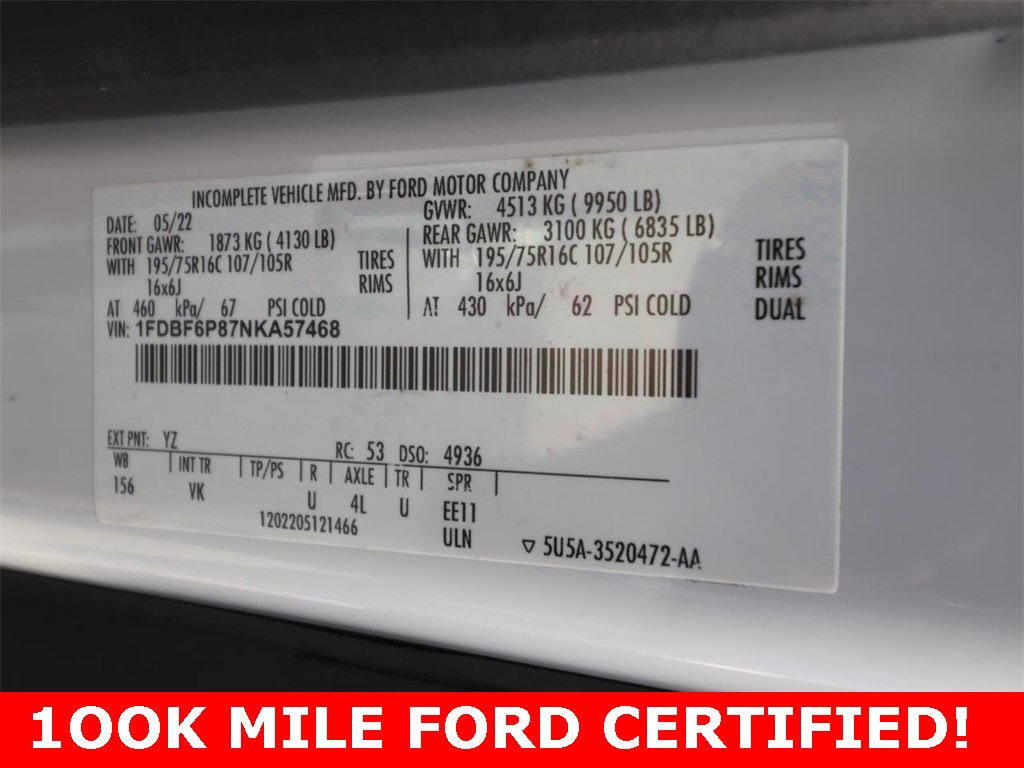 INCOMPLETE VEHICLE MFD. BY FORD MOTOR COMPANY
DATE: 05/22 GVWR: 4513 KG ( 9950 LB)
FRONT GAWR: 1873 KG ( 4130 LB) REAR GAWR: 3100 KG ( 6835 LB)
WITH 195/75R16C 107/105R TIRES WITH 195/75R16C 107/105R TIRES
16x6J RIMS 16x6J RIMS
AT 460 kPa/ 67 PSI COLD AT 430 kPa/ 62 PSI COLD DUAL
VIN: 1FDBF6P87NKA57468
EXT PNT: YZ RC: 53 DSO: 4936
WB INT TR TP/PS R AXLE TR SPR
156 VK U 4L U EE11
1202205121466 ULN ▽ 5U5A-3520472-AA
100K MILE FORD CERTIFIED!